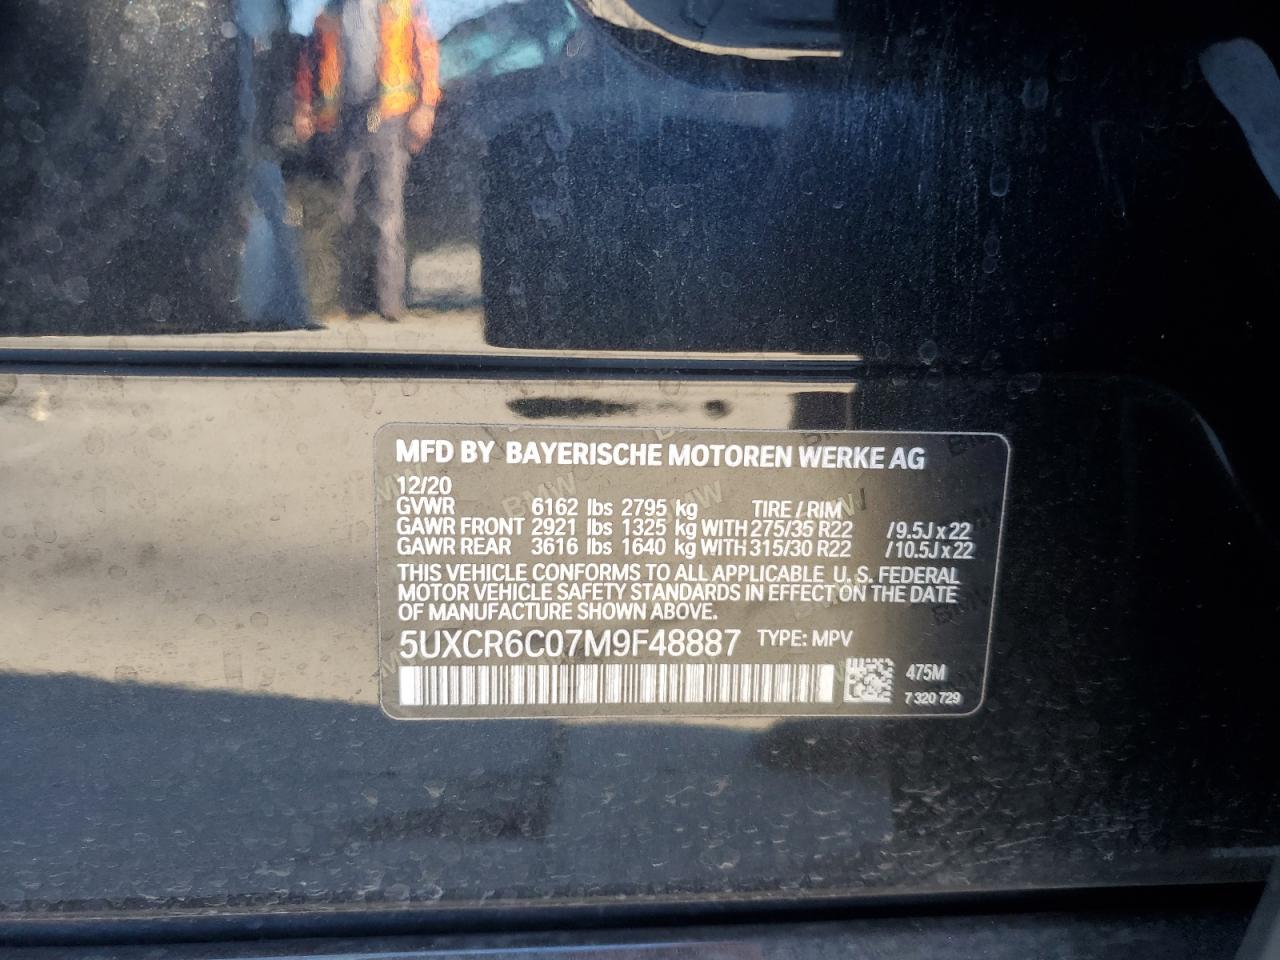 MFD BY BAYERISCHE MOTOREN WERKE AG
12/20
GVWR 6162 lbs 2795 kg TIRE / RIM
GAWR FRONT 2921 lbs 1325 kg WITH 275/35 R22 / 9.5J x 22
GAWR REAR 3616 lbs 1640 kg WITH 315/30 R22 / 10.5J x 22
THIS VEHICLE CONFORMS TO ALL APPLICABLE U. S. FEDERAL
MOTOR VEHICLE SAFETY STANDARDS IN EFFECT ON THE DATE
OF MANUFACTURE SHOWN ABOVE.
5UXCR6C07M9F48887 TYPE: MPV
475M
7 320 729